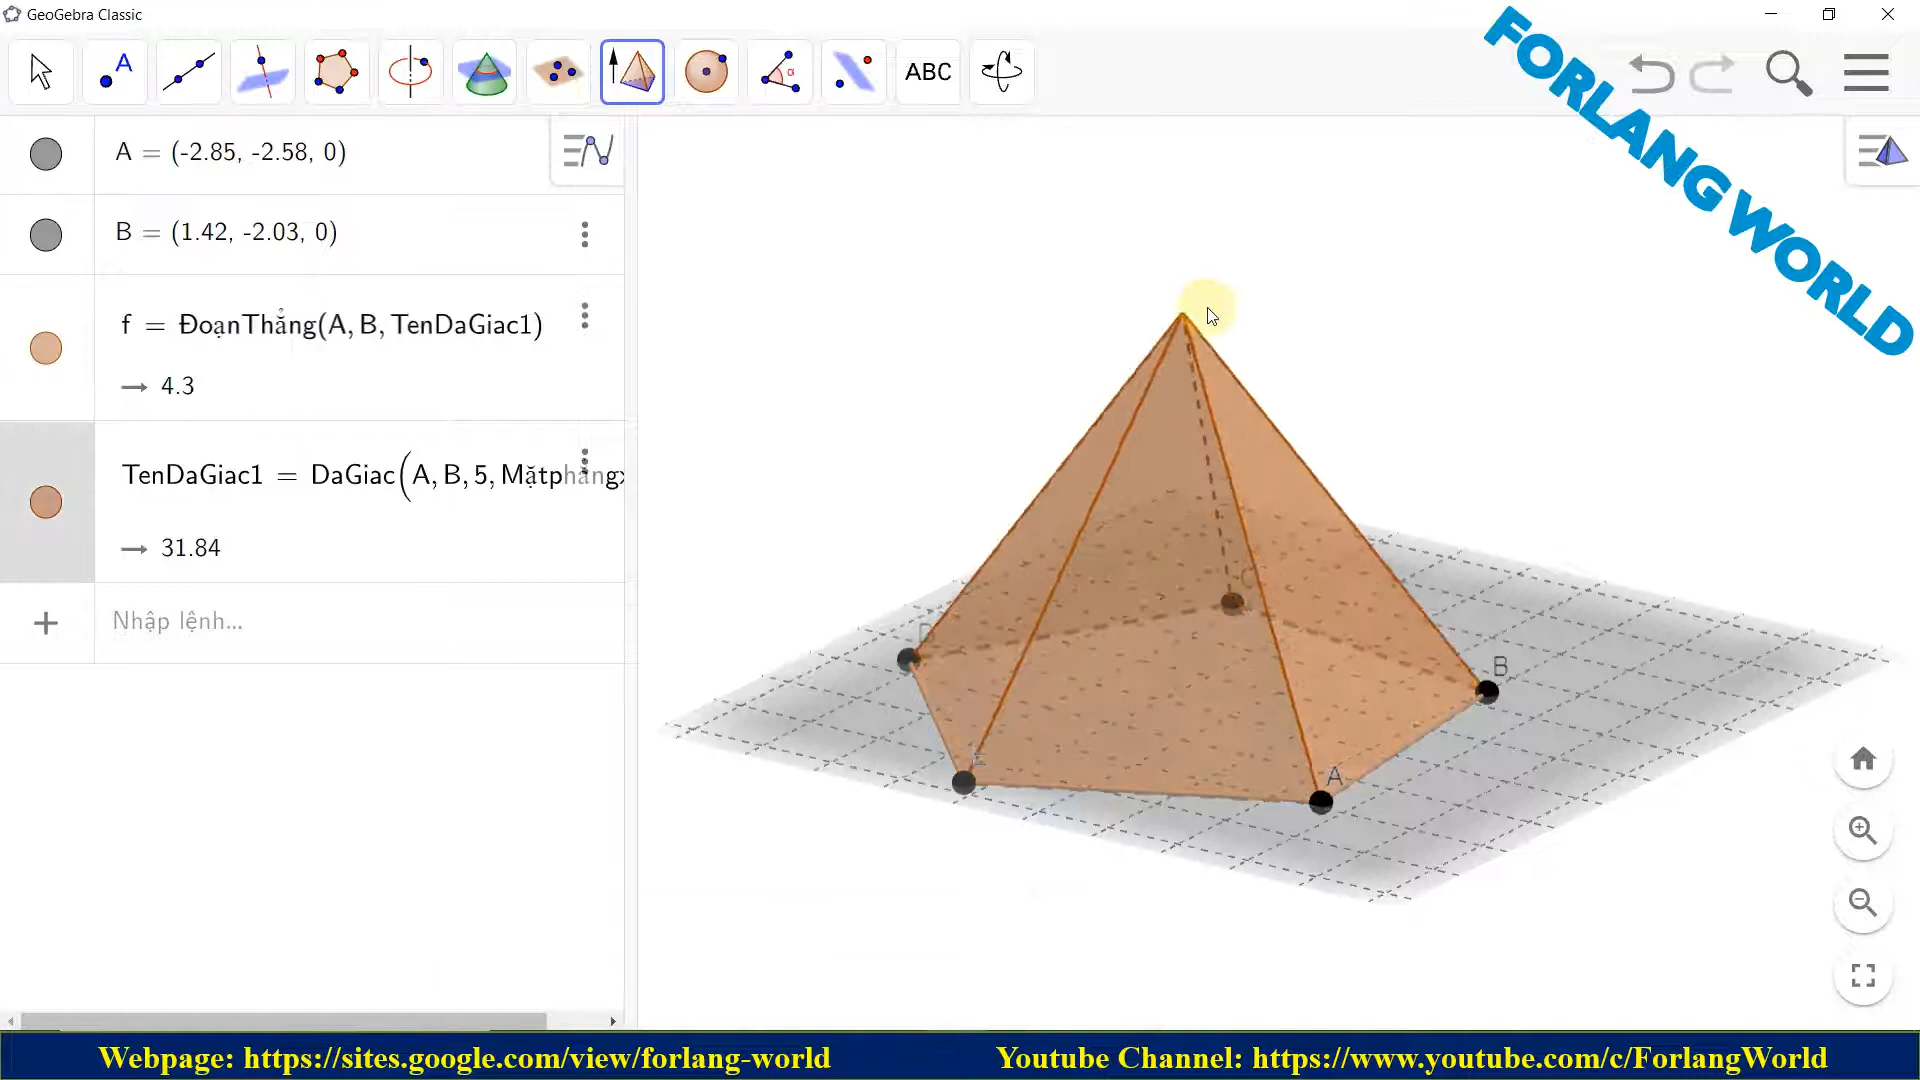 GeoGebra Classic
A
α
ABC
FORLANG WORLD
A = (-2.85, -2.58, 0)
B = (1.42, -2.03, 0)
f = ĐoạnThẳng(A, B, TenDaGiac1)
→ 4.3
TenDaGiac1 = DaGiac(A, B, 5, Mặtphẳngx
→ 31.84
Nhập lệnh...
C
D
B
E
A
Webpage: https://sites.google.com/view/forlang-world
Youtube Channel: https://www.youtube.com/c/ForlangWorld